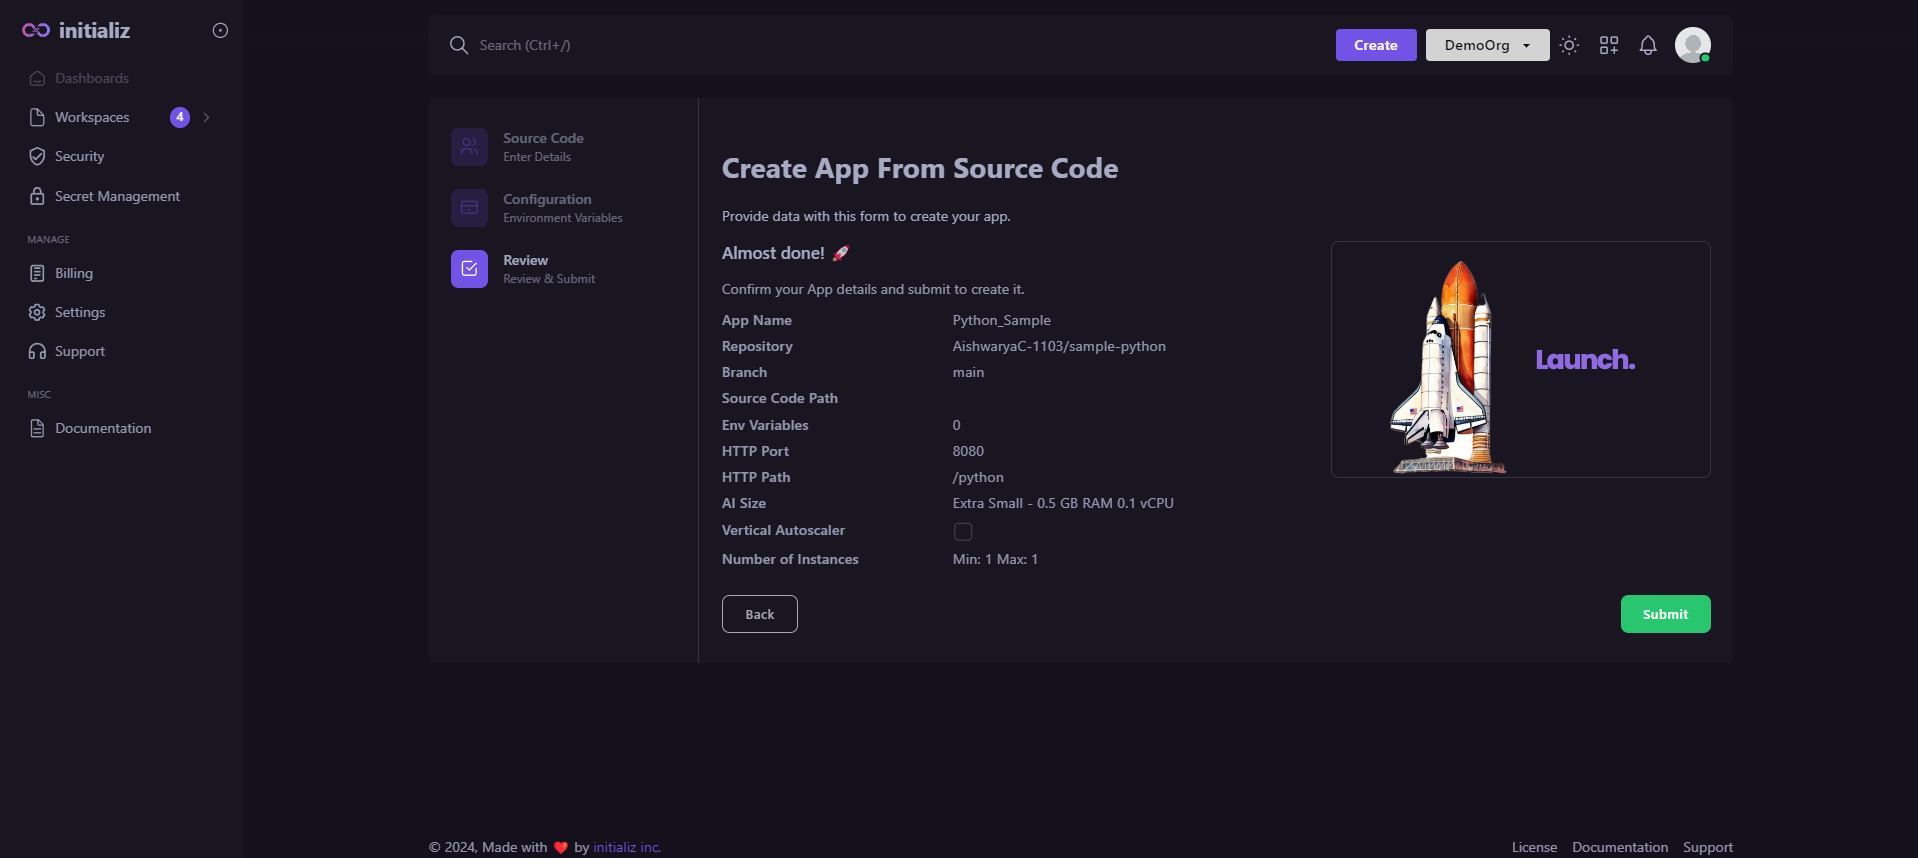 initializ
Dashboards
Workspaces 4
Security
Secret Management
MANAGE
Billing
Settings
Support
MISC
Documentation
Search (Ctrl+/)
Create
DemoOrg
Source Code
Enter Details
Configuration
Environment Variables
Review
Review & Submit
Create App From Source Code
Provide data with this form to create your app.
Almost done! 🚀
Confirm your App details and submit to create it.
App Name Python_Sample
Repository AishwaryaC-1103/sample-python
Branch main
Source Code Path
Env Variables 0
HTTP Port 8080
HTTP Path /python
AI Size Extra Small - 0.5 GB RAM 0.1 vCPU
Vertical Autoscaler
Number of Instances Min: 1 Max: 1
Launch.
Back
Submit
© 2024, Made with ❤️ by initializ inc.
License Documentation Support